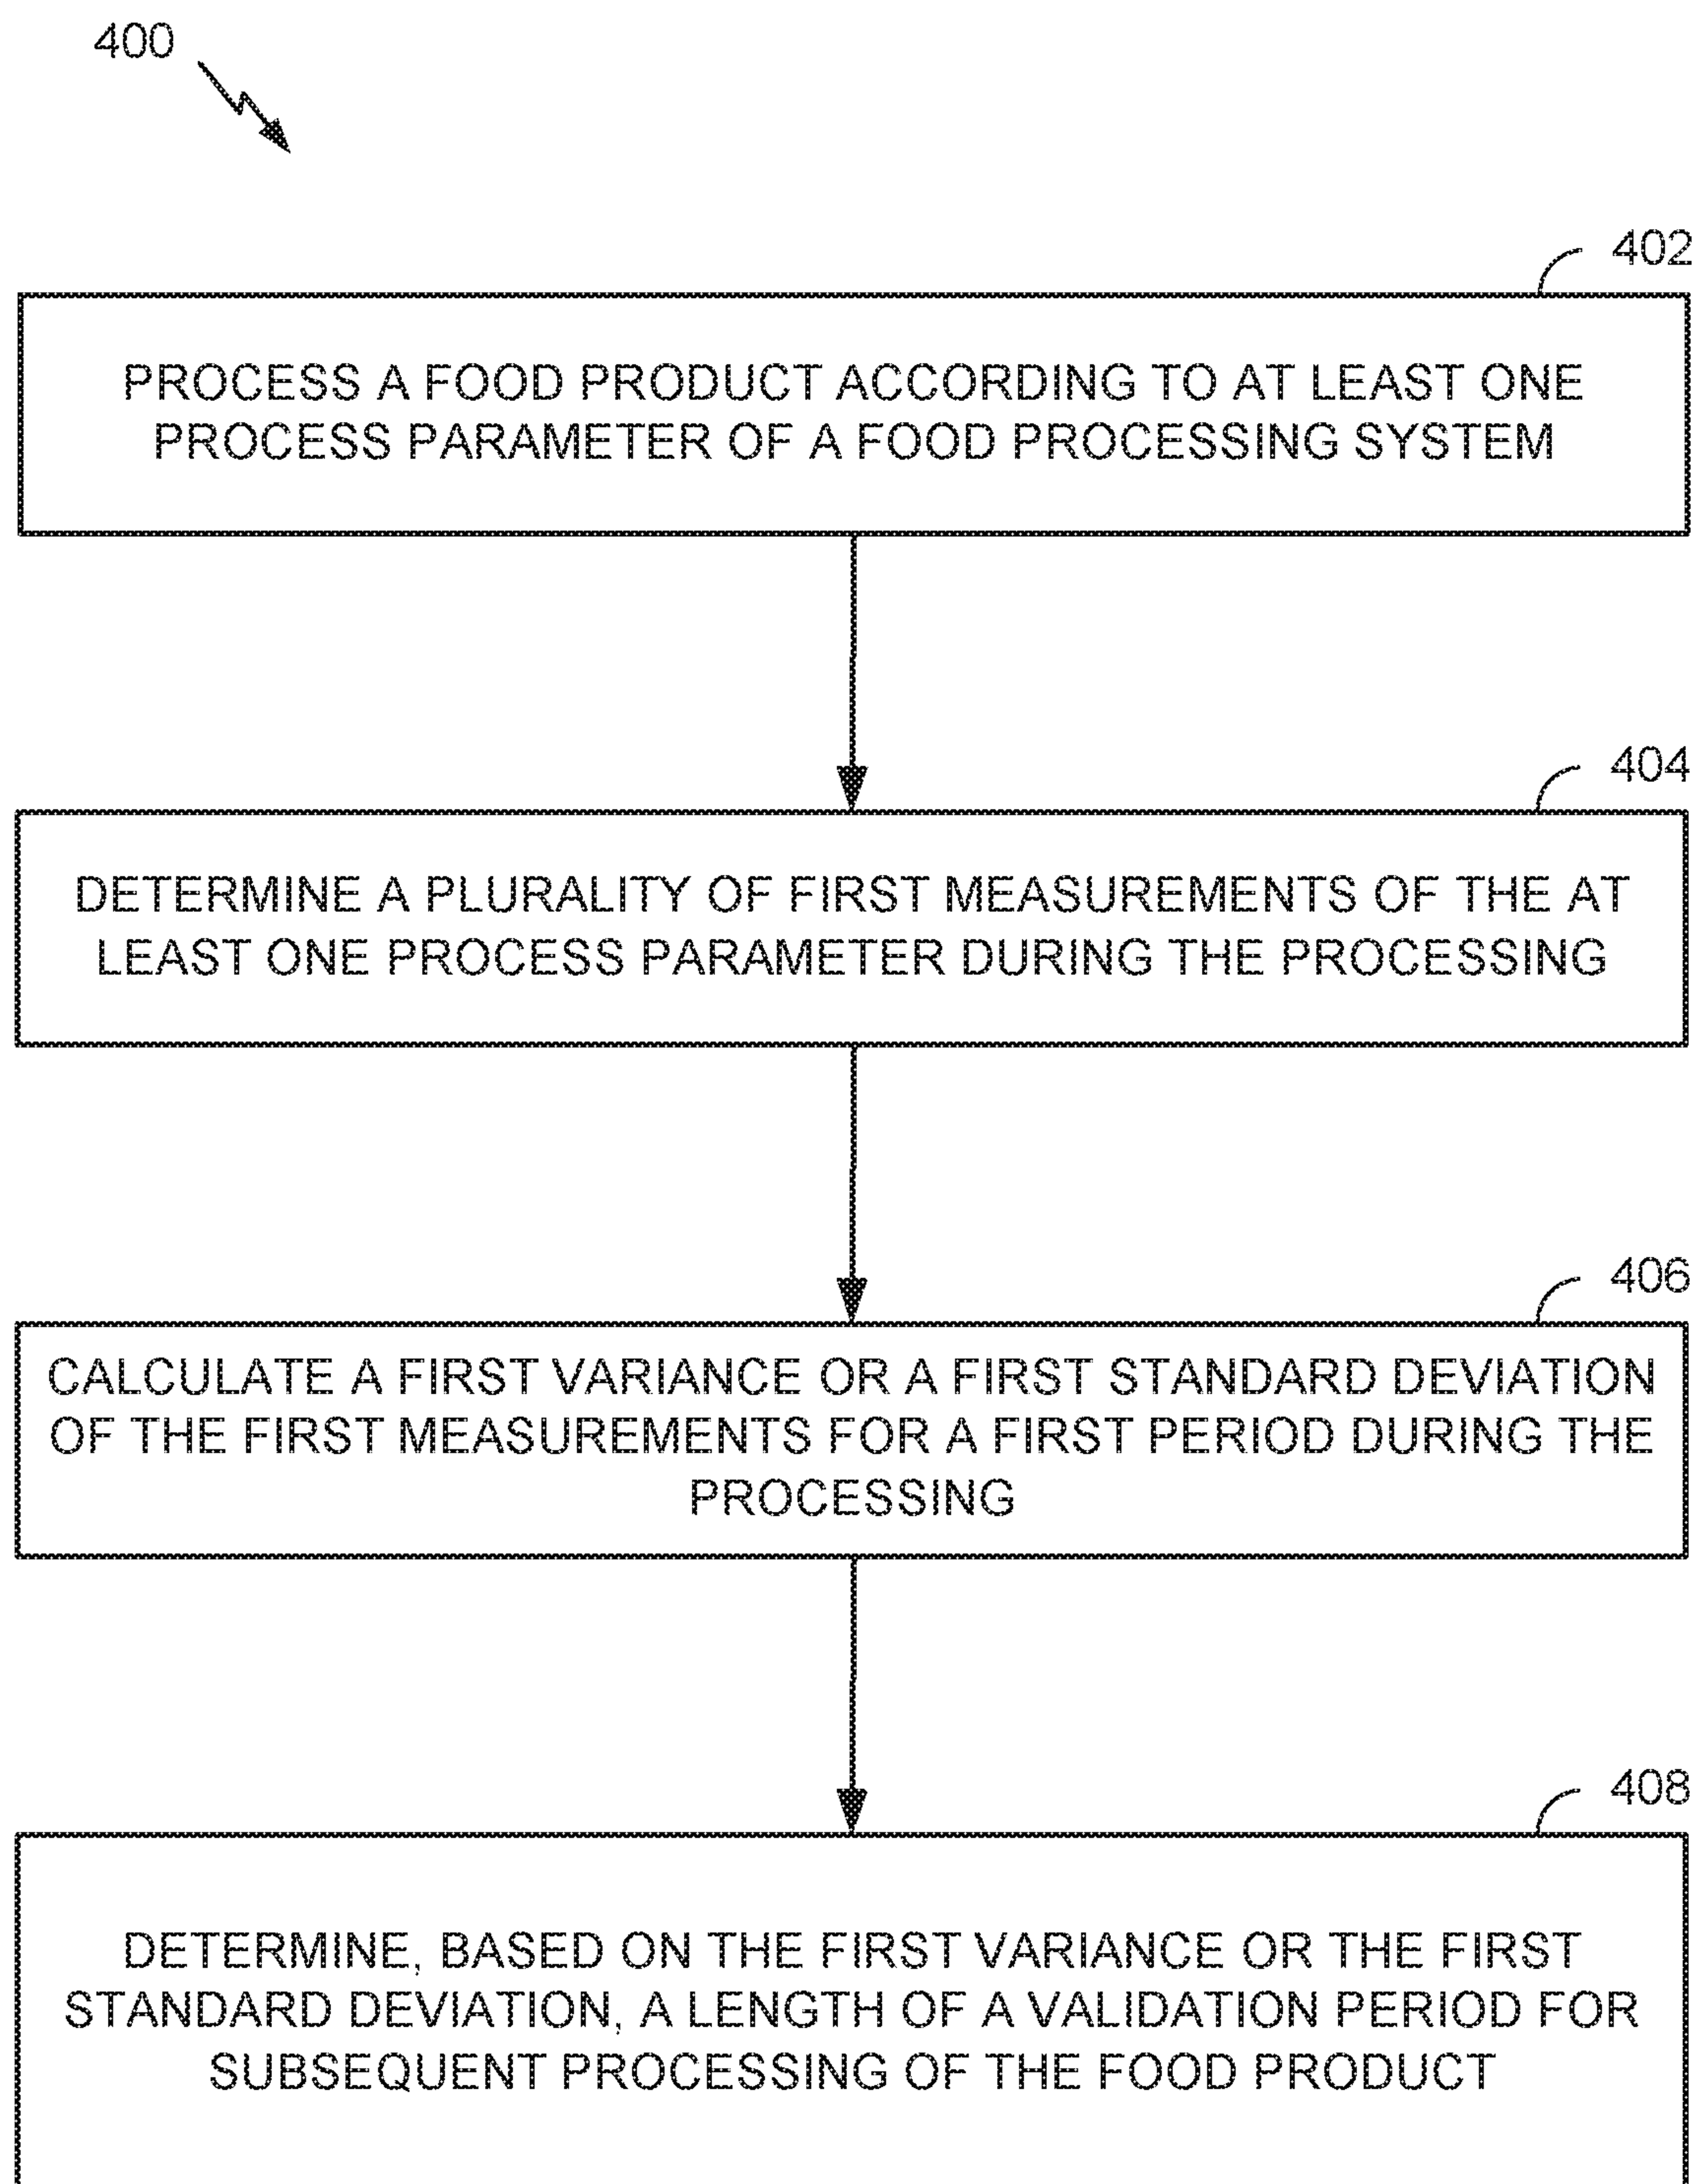 400
402
PROCESS A FOOD PRODUCT ACCORDING TO AT LEAST ONE
PROCESS PARAMETER OF A FOOD PROCESSING SYSTEM
404
DETERMINE A PLURALITY OF FIRST MEASUREMENTS OF THE AT
LEAST ONE PROCESS PARAMETER DURING THE PROCESSING
406
CALCULATE A FIRST VARIANCE OR A FIRST STANDARD DEVIATION
OF THE FIRST MEASUREMENTS FOR A FIRST PERIOD DURING THE
PROCESSING
408
DETERMINE, BASED ON THE FIRST VARIANCE OR THE FIRST
STANDARD DEVIATION, A LENGTH OF A VALIDATION PERIOD FOR
SUBSEQUENT PROCESSING OF THE FOOD PRODUCT